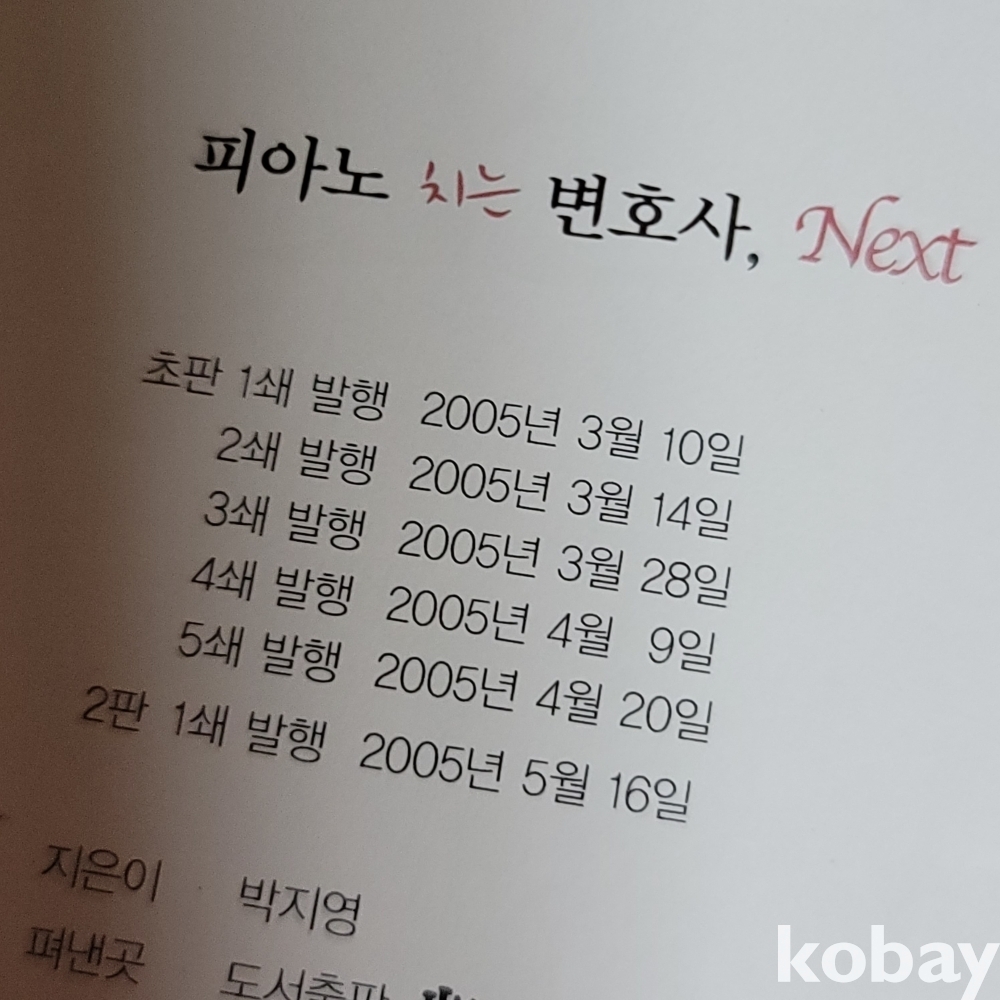 피아노 치는 변호사, Next
초판 1쇄 발행 2005년 3월 10일
2쇄 발행 2005년 3월 14일
3쇄 발행 2005년 3월 28일
4쇄 발행 2005년 4월 9일
5쇄 발행 2005년 4월 20일
2판 1쇄 발행 2005년 5월 16일
지은이 박지영
펴낸곳 도서출판
kobay